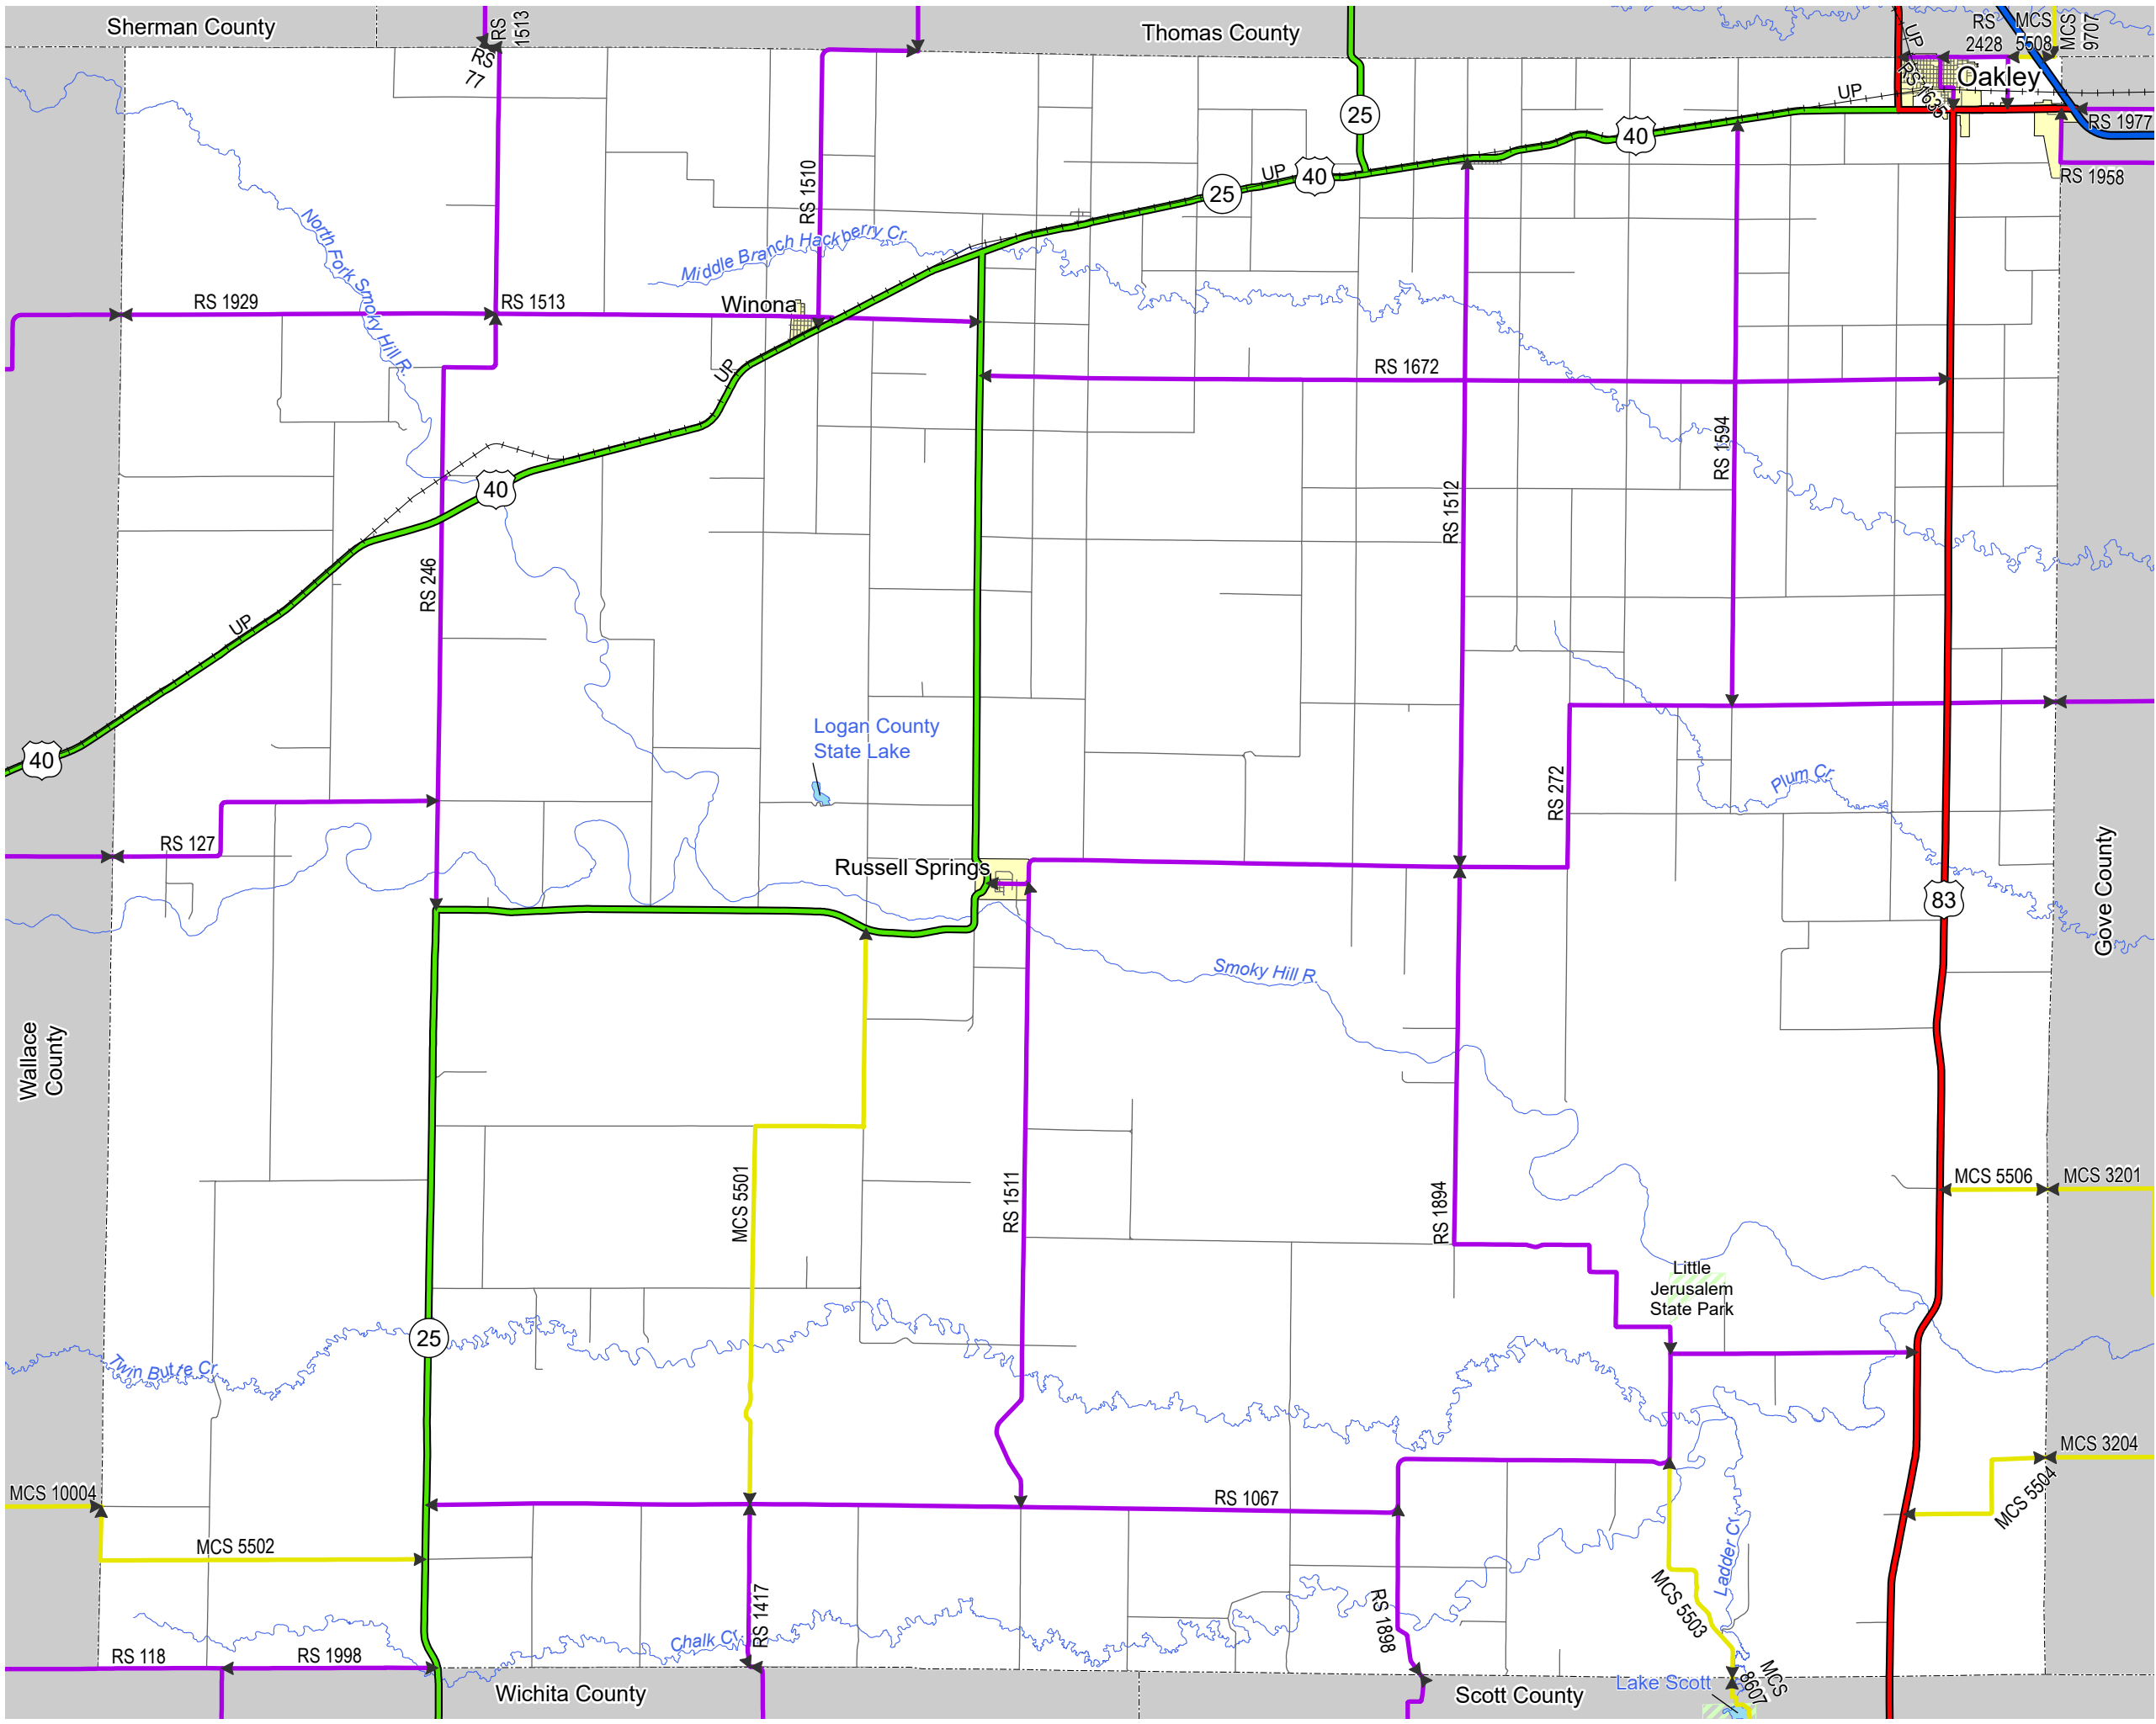 Sherman County
RS
1513
RS
77
Thomas County
UP
RS
2428
MCS
5508
MCS
9707
Oakley
RS 1635
UP
25
40
RS 1977
RS 1958
RS 1510
UP
40
25
North Fork Smoky Hill R.
Middle Branch Hackberry Cr.
RS 1929
RS 1513
Winona
UP
RS 1672
RS 1594
40
RS 1512
RS 246
UP
40
Logan County
State Lake
RS 272
Plum Cr.
RS 127
Russell Springs
83
Gove County
Smoky Hill R.
Wallace
County
MCS 5501
RS 1511
RS 1894
MCS 5506
MCS 3201
Little
Jerusalem
State Park
25
Twin Butte Cr.
MCS 10004
RS 1067
MCS 3204
MCS 5504
MCS 5502
Ladder Cr.
MCS 5503
RS 1417
RS 1898
Chalk Cr.
RS 118
RS 1998
Wichita County
Scott County
Lake Scott
MCS
8607